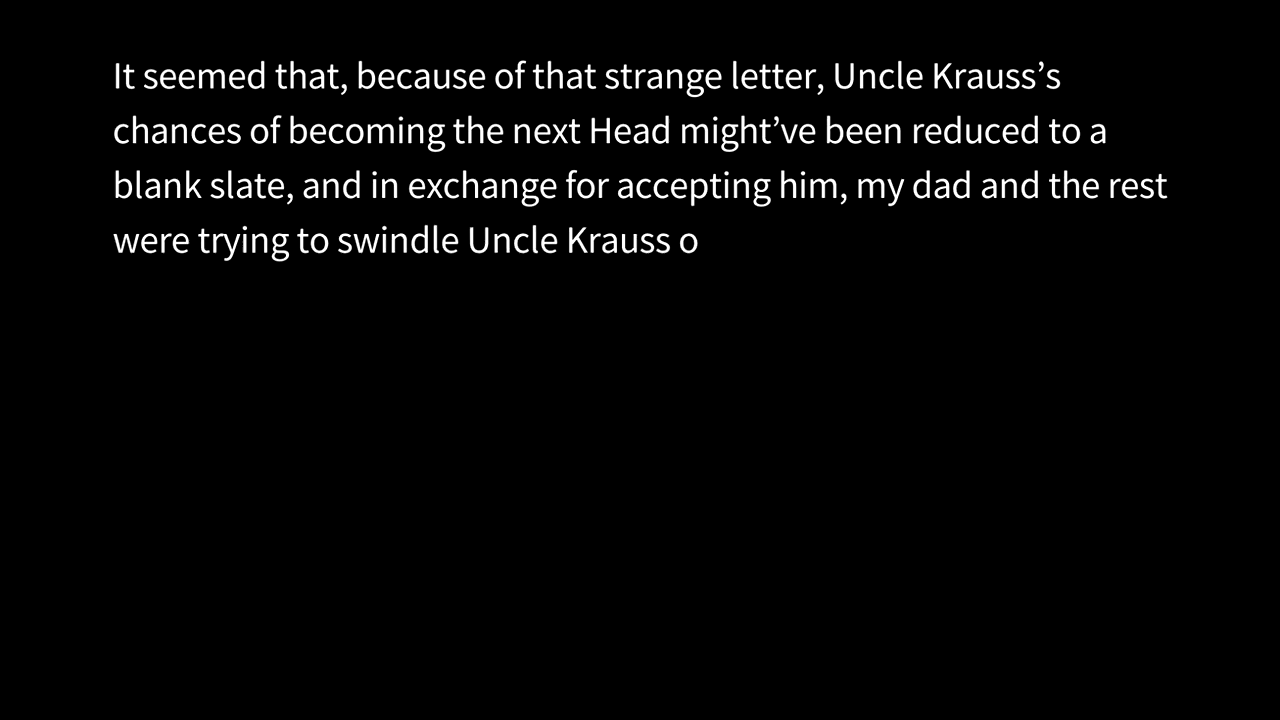 It seemed that, because of that strange letter, Uncle Krauss’s
chances of becoming the next Head might’ve been reduced to a
blank slate, and in exchange for accepting him, my dad and the rest
were trying to swindle Uncle Krauss o